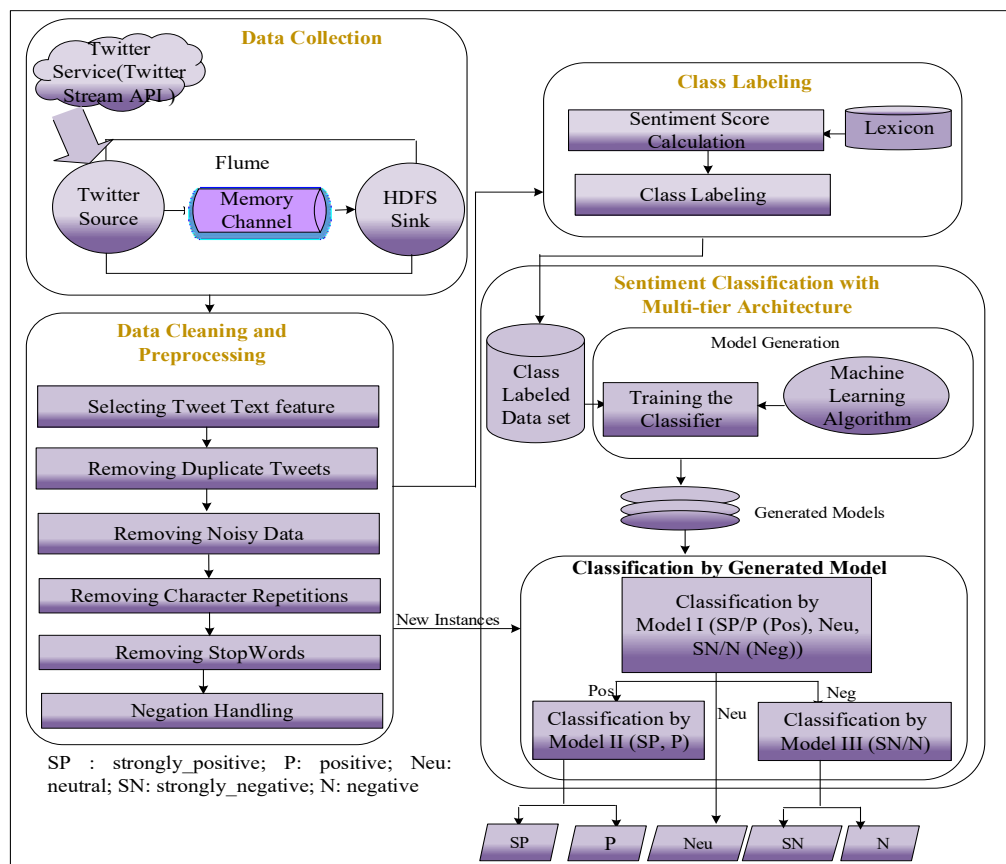 Data Collection
Twitter
Service(Twitter
Stream API.)
Flume
Twitter
Source
Memory
Channel
HDFS
Sink
Class Labeling
Sentiment Score
Calculation
Lexicon
Class Labeling
Data Cleaning and
Preprocessing
Selecting Tweet Text feature
Removing Duplicate Tweets
Removing Noisy Data
Removing Character Repetitions
Removing StopWords
Negation Handling
New Instances
SP : strongly_positive; P: positive; Neu:
neutral; SN: strongly_negative; N: negative
Sentiment Classification with
Multi-tier Architecture
Class
Labeled
Data set
Model Generation
Training the
Classifier
Machine
Learning
Algorithm
Generated Models
Classification by Generated Model
Classification by
Model I (SP/P (Pos), Neu,
SN/N (Neg))
Pos
Neu
Neg
Classification by
Model II (SP, P)
Classification by
Model III (SN/N)
SP
P
Neu
SN
N